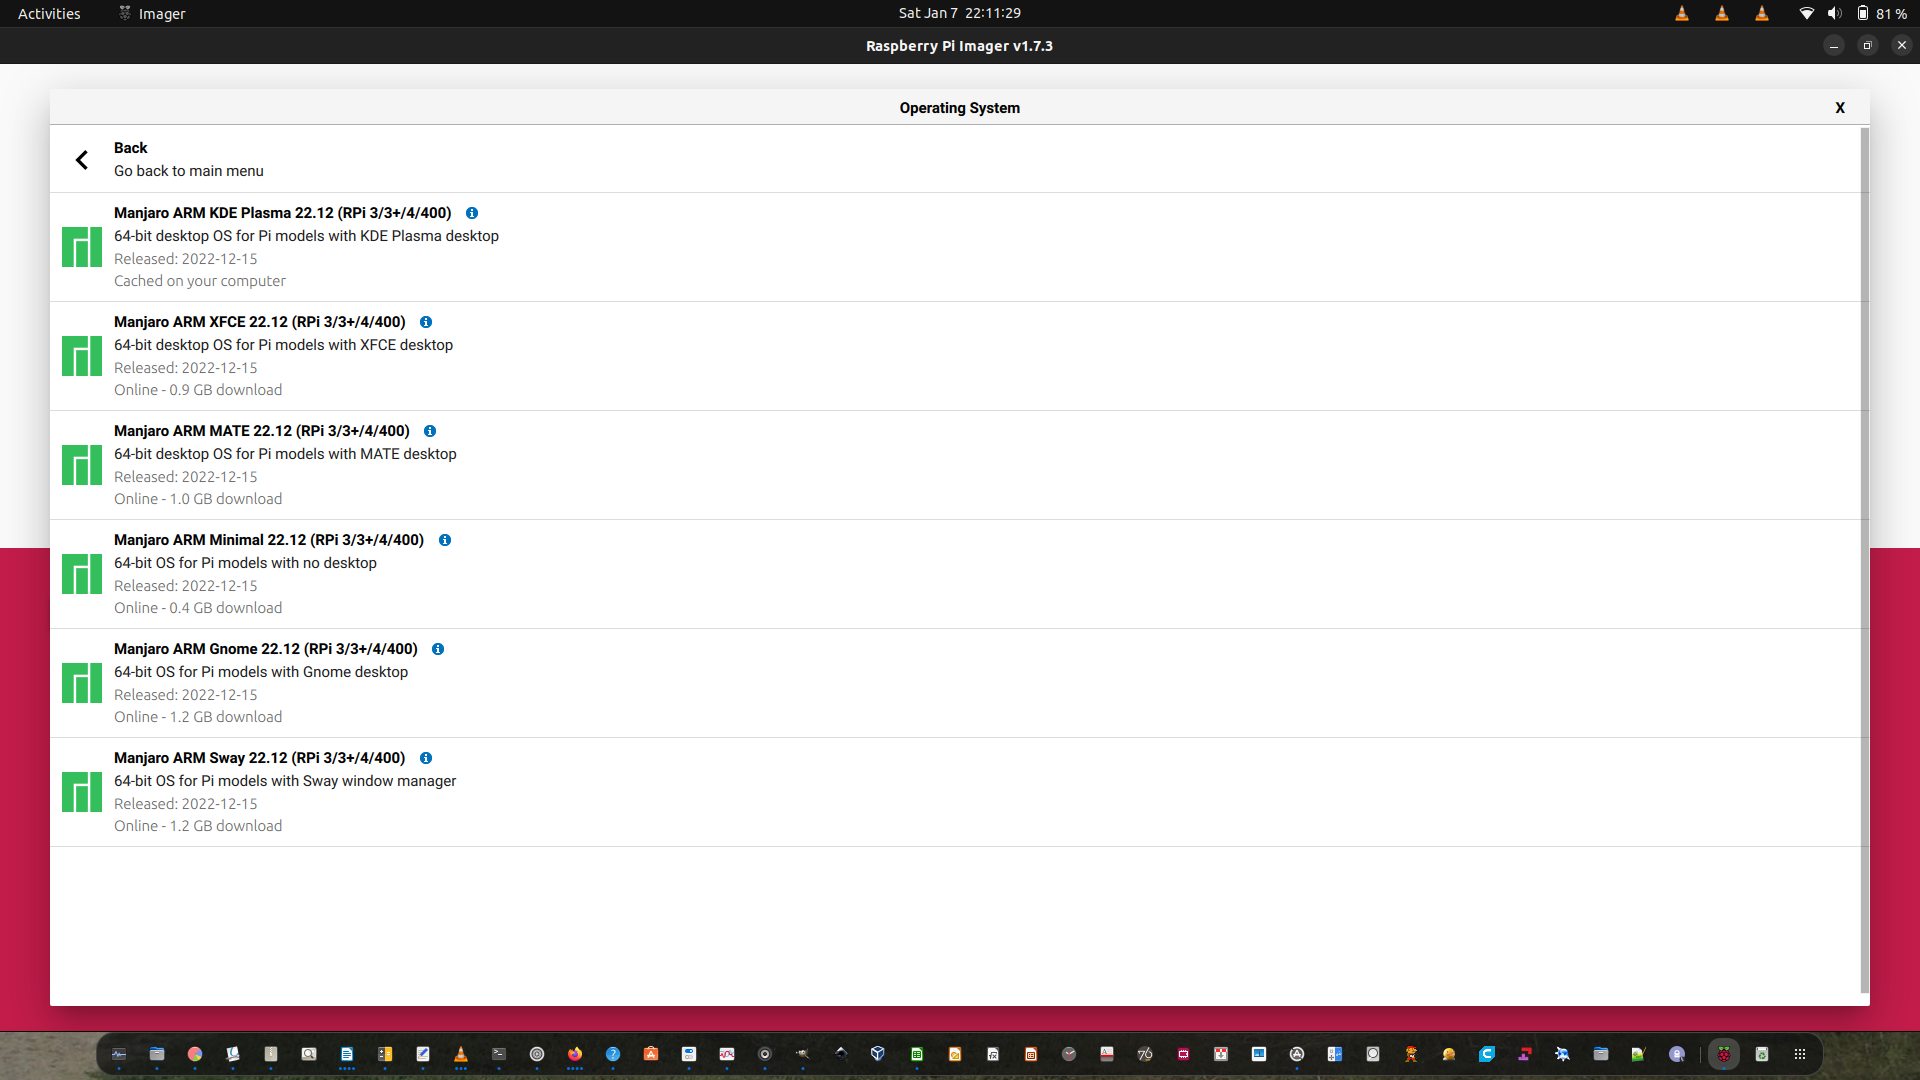 Activities
Imager
Sat Jan 7 22:11:29
81 %
Raspberry Pi Imager v1.7.3
Operating System
X
Back
Go back to main menu
Manjaro ARM KDE Plasma 22.12 (RPi 3/3+/4/400)
64-bit desktop OS for Pi models with KDE Plasma desktop
Released: 2022-12-15
Cached on your computer
Manjaro ARM XFCE 22.12 (RPi 3/3+/4/400)
64-bit desktop OS for Pi models with XFCE desktop
Released: 2022-12-15
Online - 0.9 GB download
Manjaro ARM MATE 22.12 (RPi 3/3+/4/400)
64-bit desktop OS for Pi models with MATE desktop
Released: 2022-12-15
Online - 1.0 GB download
Manjaro ARM Minimal 22.12 (RPi 3/3+/4/400)
64-bit OS for Pi models with no desktop
Released: 2022-12-15
Online - 0.4 GB download
Manjaro ARM Gnome 22.12 (RPi 3/3+/4/400)
64-bit OS for Pi models with Gnome desktop
Released: 2022-12-15
Online - 1.2 GB download
Manjaro ARM Sway 22.12 (RPi 3/3+/4/400)
64-bit OS for Pi models with Sway window manager
Released: 2022-12-15
Online - 1.2 GB download